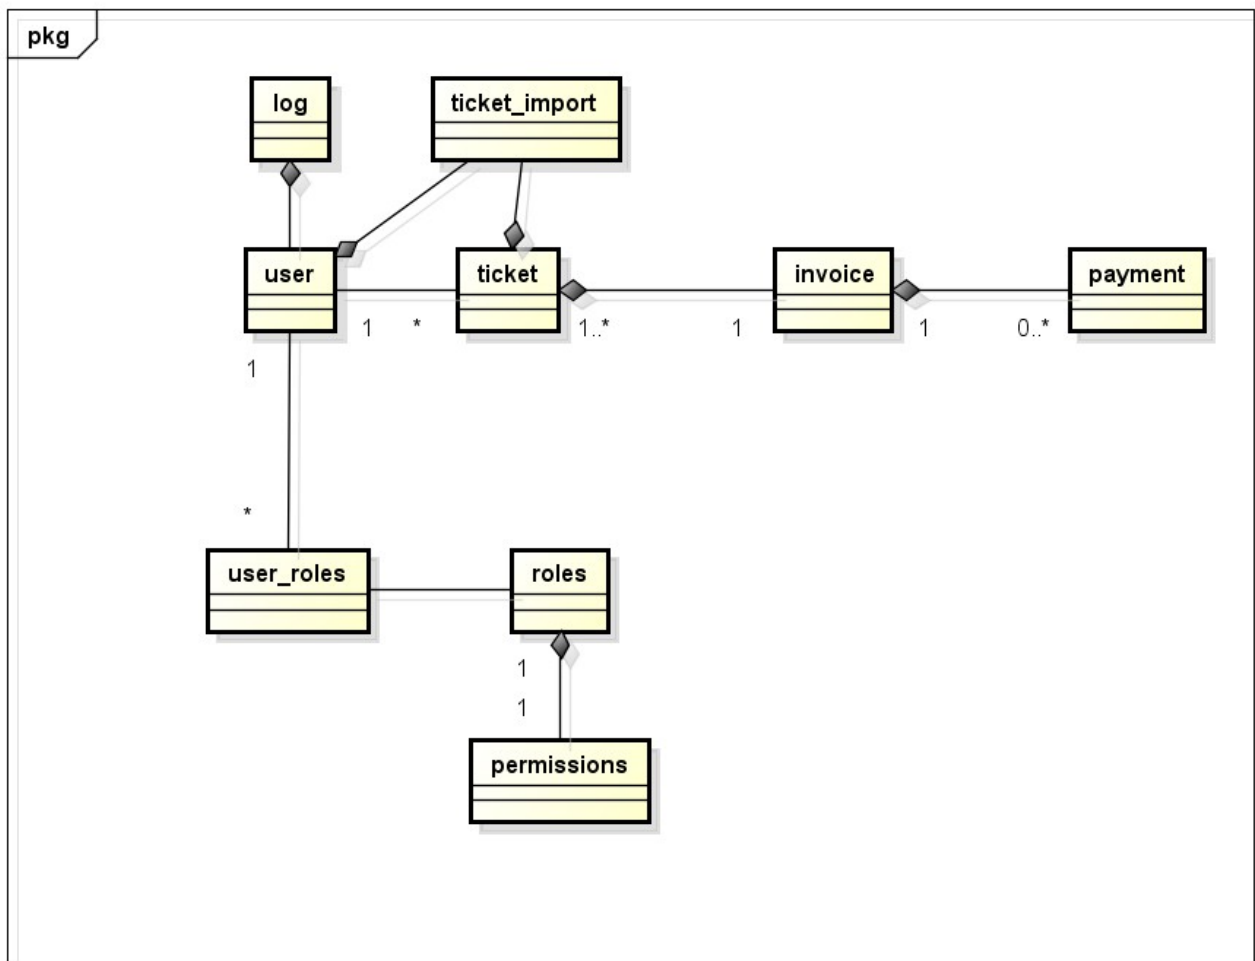 pkg
log
ticket_import
user
ticket
invoice
payment
1
*
1..*
1
1
0..*
1
*
user_roles
roles
1
1
permissions